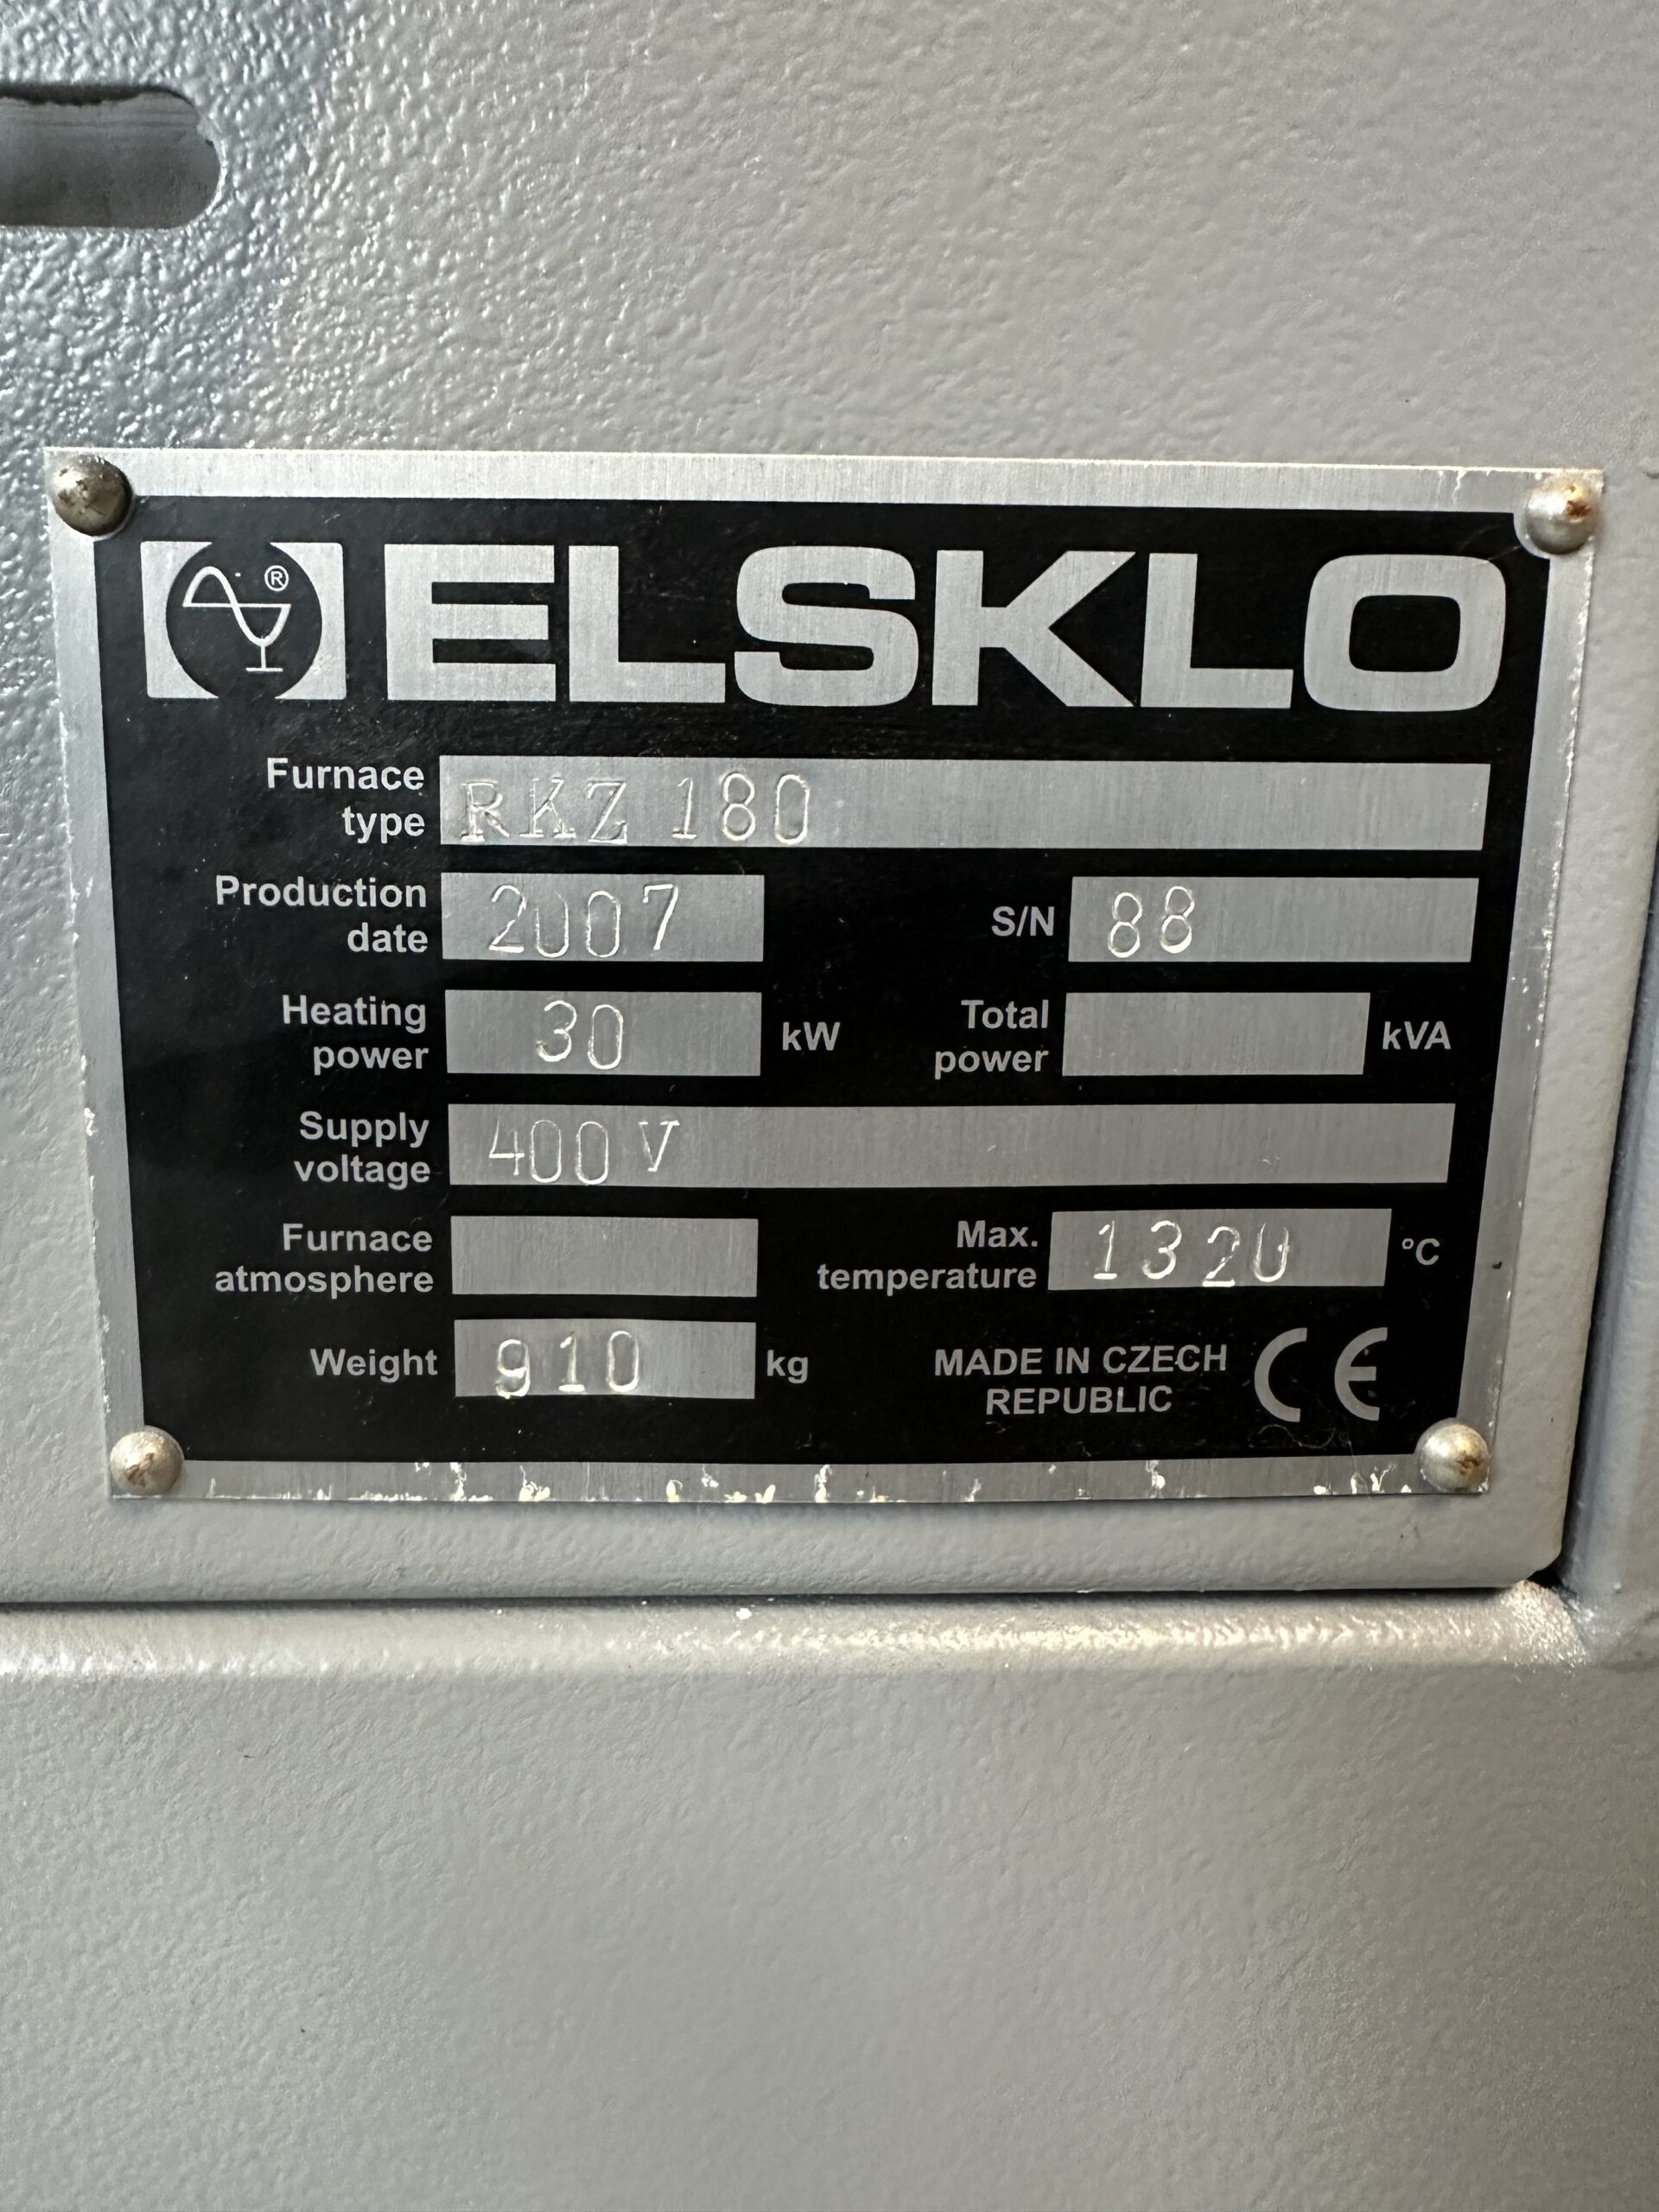 ® ELSKLO
Furnace type RKZ 180
Production date 2007 S/N 88
Heating power 30 kW Total power kVA
Supply voltage 400 V
Furnace atmosphere Max. temperature 1320 °C
Weight 910 kg MADE IN CZECH REPUBLIC CE